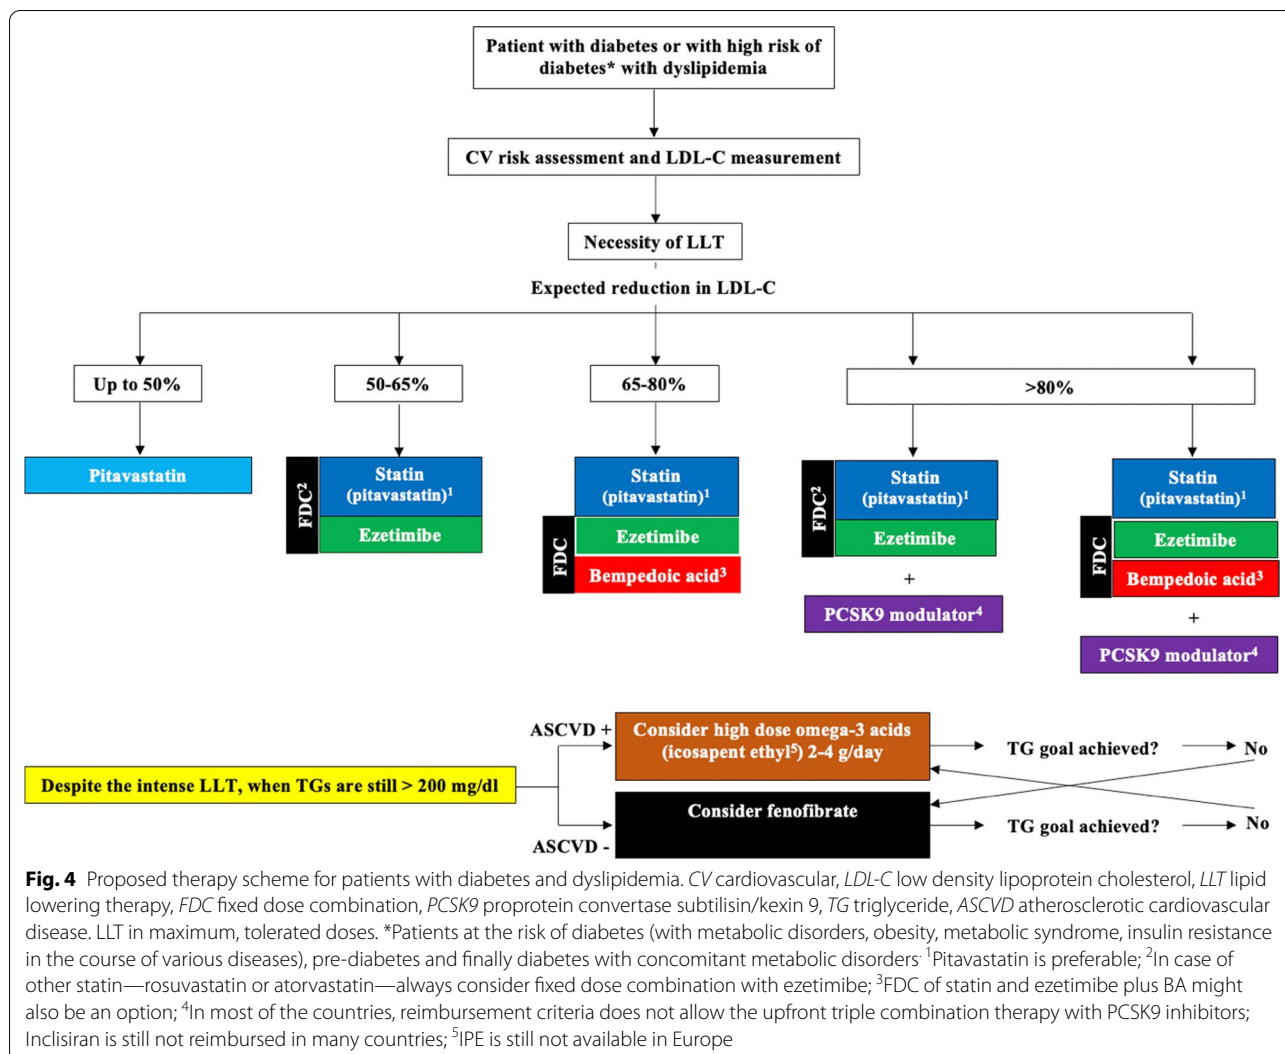 Patient with diabetes or with high risk of
diabetes* with dyslipidemia
CV risk assessment and LDL-C measurement
Necessity of LLT
Expected reduction in LDL-C
Up to 50%
50-65%
65-80%
>80%
Pitavastatin
FDC²
Statin
(pitavastatin)¹
Ezetimibe
Statin
(pitavastatin)¹
FDC
Ezetimibe
Bempedoic acid³
FDC²
Statin
(pitavastatin)¹
Ezetimibe
+
PCSK9 modulator⁴
Statin
(pitavastatin)¹
FDC
Ezetimibe
Bempedoic acid³
+
PCSK9 modulator⁴
Despite the intense LLT, when TGs are still > 200 mg/dl
ASCVD +
Consider high dose omega-3 acids
(icosapent ethyl⁵) 2-4 g/day
TG goal achieved?
No
ASCVD -
Consider fenofibrate
TG goal achieved?
No
Fig. 4 Proposed therapy scheme for patients with diabetes and dyslipidemia. CV cardiovascular, LDL-C low density lipoprotein cholesterol, LLT lipid
lowering therapy, FDC fixed dose combination, PCSK9 proprotein convertase subtilisin/kexin 9, TG triglyceride, ASCVD atherosclerotic cardiovascular
disease. LLT in maximum, tolerated doses. *Patients at the risk of diabetes (with metabolic disorders, obesity, metabolic syndrome, insulin resistance
in the course of various diseases), pre-diabetes and finally diabetes with concomitant metabolic disorders. ¹Pitavastatin is preferable; ²In case of
other statin—rosuvastatin or atorvastatin—always consider fixed dose combination with ezetimibe; ³FDC of statin and ezetimibe plus BA might
also be an option; ⁴In most of the countries, reimbursement criteria does not allow the upfront triple combination therapy with PCSK9 inhibitors;
Inclisiran is still not reimbursed in many countries; ⁵IPE is still not available in Europe